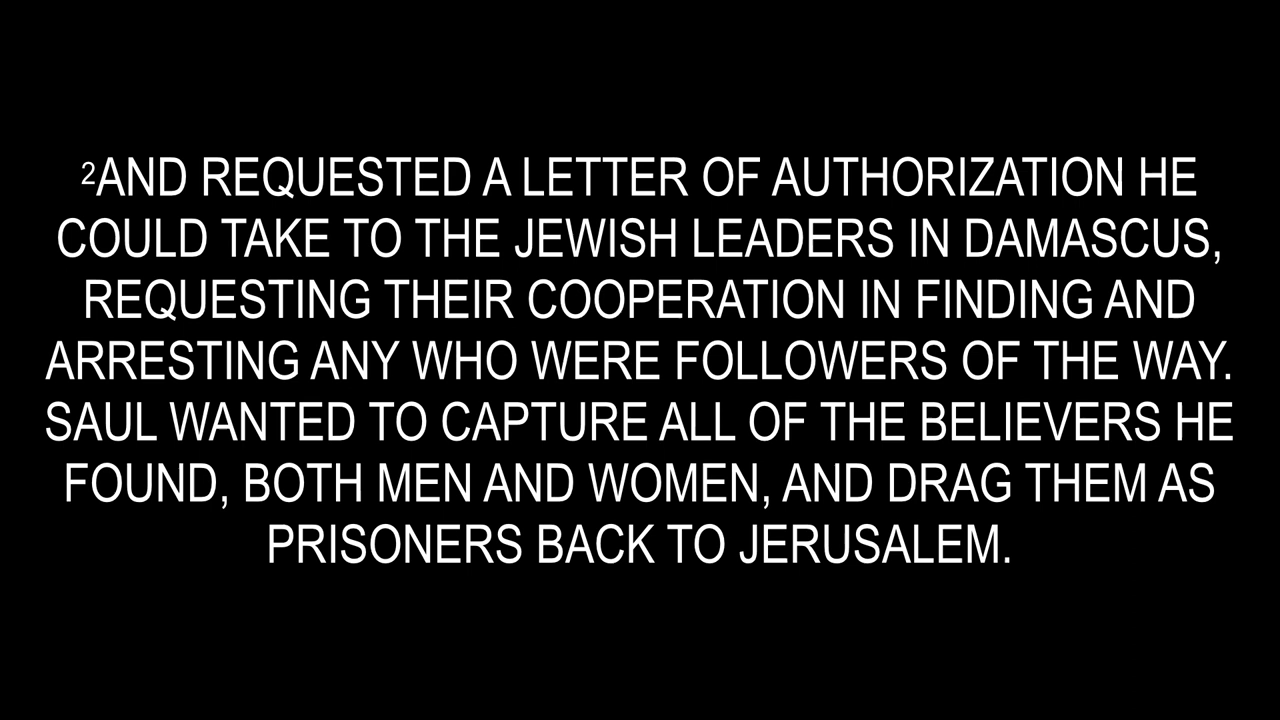 ²AND REQUESTED A LETTER OF AUTHORIZATION HE
COULD TAKE TO THE JEWISH LEADERS IN DAMASCUS,
REQUESTING THEIR COOPERATION IN FINDING AND
ARRESTING ANY WHO WERE FOLLOWERS OF THE WAY.
SAUL WANTED TO CAPTURE ALL OF THE BELIEVERS HE
FOUND, BOTH MEN AND WOMEN, AND DRAG THEM AS
PRISONERS BACK TO JERUSALEM.